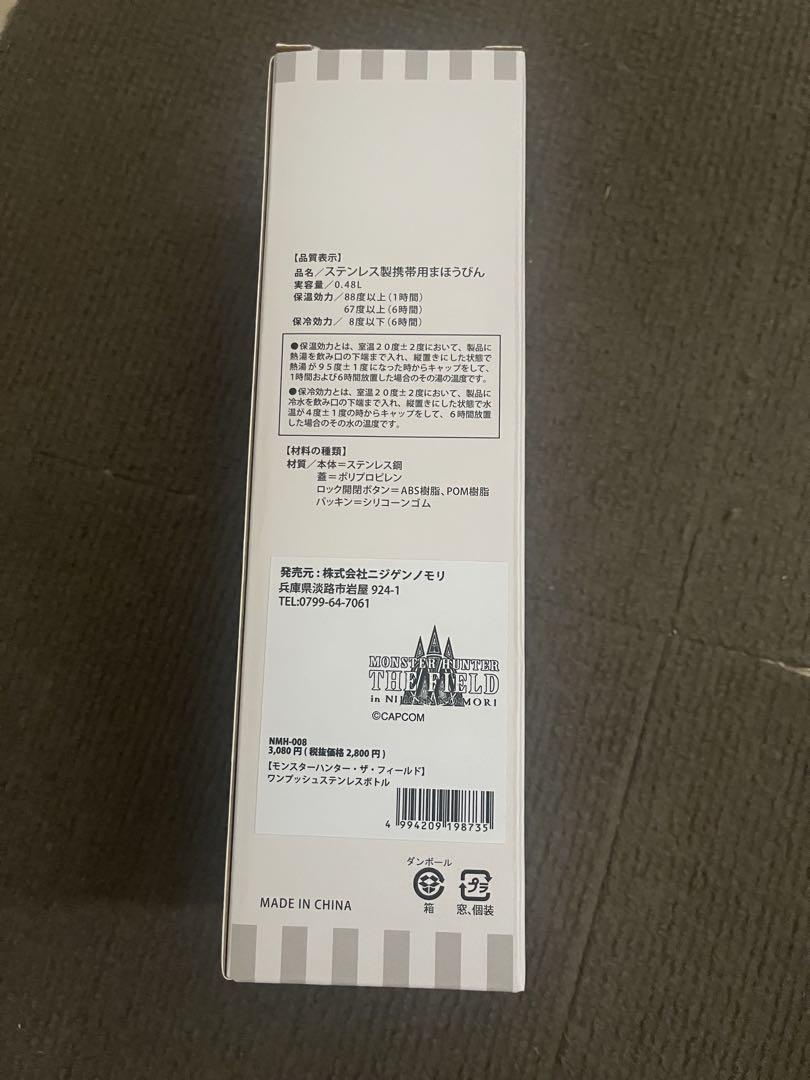 【品質表示】
品名／ステンレス製携帯用まほうびん
実容量／0.48L
保温効力／88度以上(1時間)
67度以上(6時間)
保冷効力／ 8度以下(6時間)
●保温効力とは、室温20度±2度において、製品に
熱湯を飲み口の下端まで入れ、縦置きにした状態で
熱湯が95度±1度になった時からキャップをして、
1時間および6時間放置した場合のその湯の温度です。
●保冷効力とは、室温20度±2度において、製品に
冷水を飲み口の下端まで入れ、縦置きにした状態で水
温が4度±1度の時からキャップをして、6時間放置
した場合のその水の温度です。
【材料の種類】
材質／本体＝ステンレス鋼
蓋＝ポリプロピレン
ロック開閉ボタン＝ABS樹脂、POM樹脂
パッキン＝シリコーンゴム
発売元：株式会社ニジゲンノモリ
兵庫県淡路市岩屋 924-1
TEL:0799-64-7061
MONSTER HUNTER
THE FIELD
in NI MORI
©CAPCOM
NMH-008
3,080 円 ( 税抜価格 2,800 円 )
【モンスターハンター・ザ・フィールド】
ワンプッシュステンレスボトル
4 994209 198735
ダンボール
プラ
箱 窓、個装
MADE IN CHINA